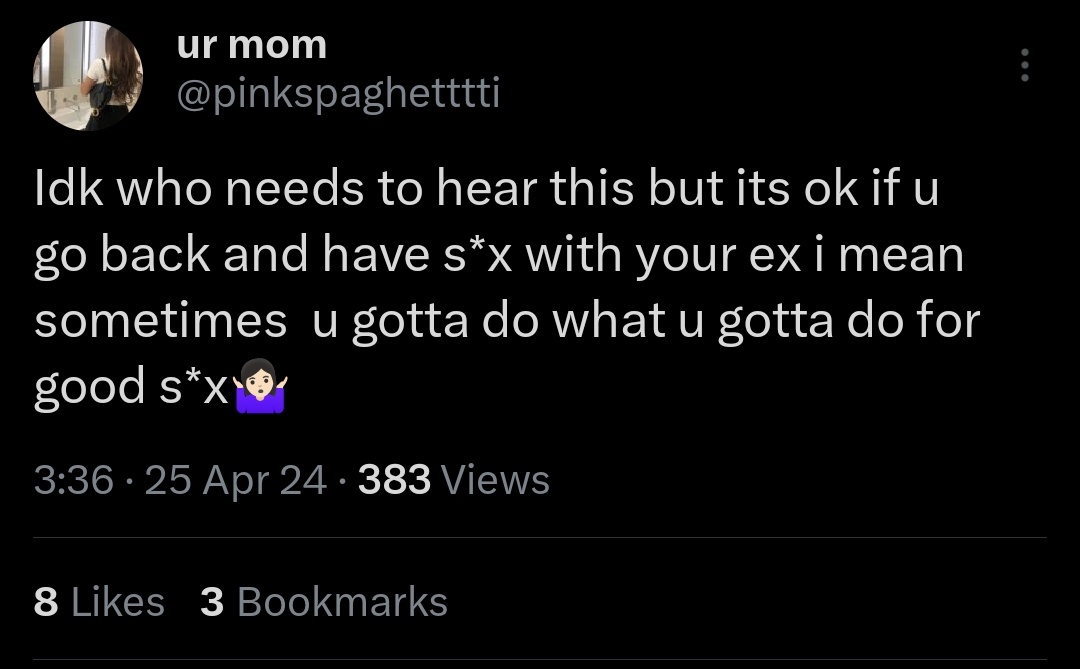 ur mom
@pinkspaghetttti
Idk who needs to hear this but its ok if u
go back and have s*x with your ex i mean
sometimes  u gotta do what u gotta do for
good s*x🤷🏻‍♀️
3:36 · 25 Apr 24 · 383 Views
8 Likes 3 Bookmarks